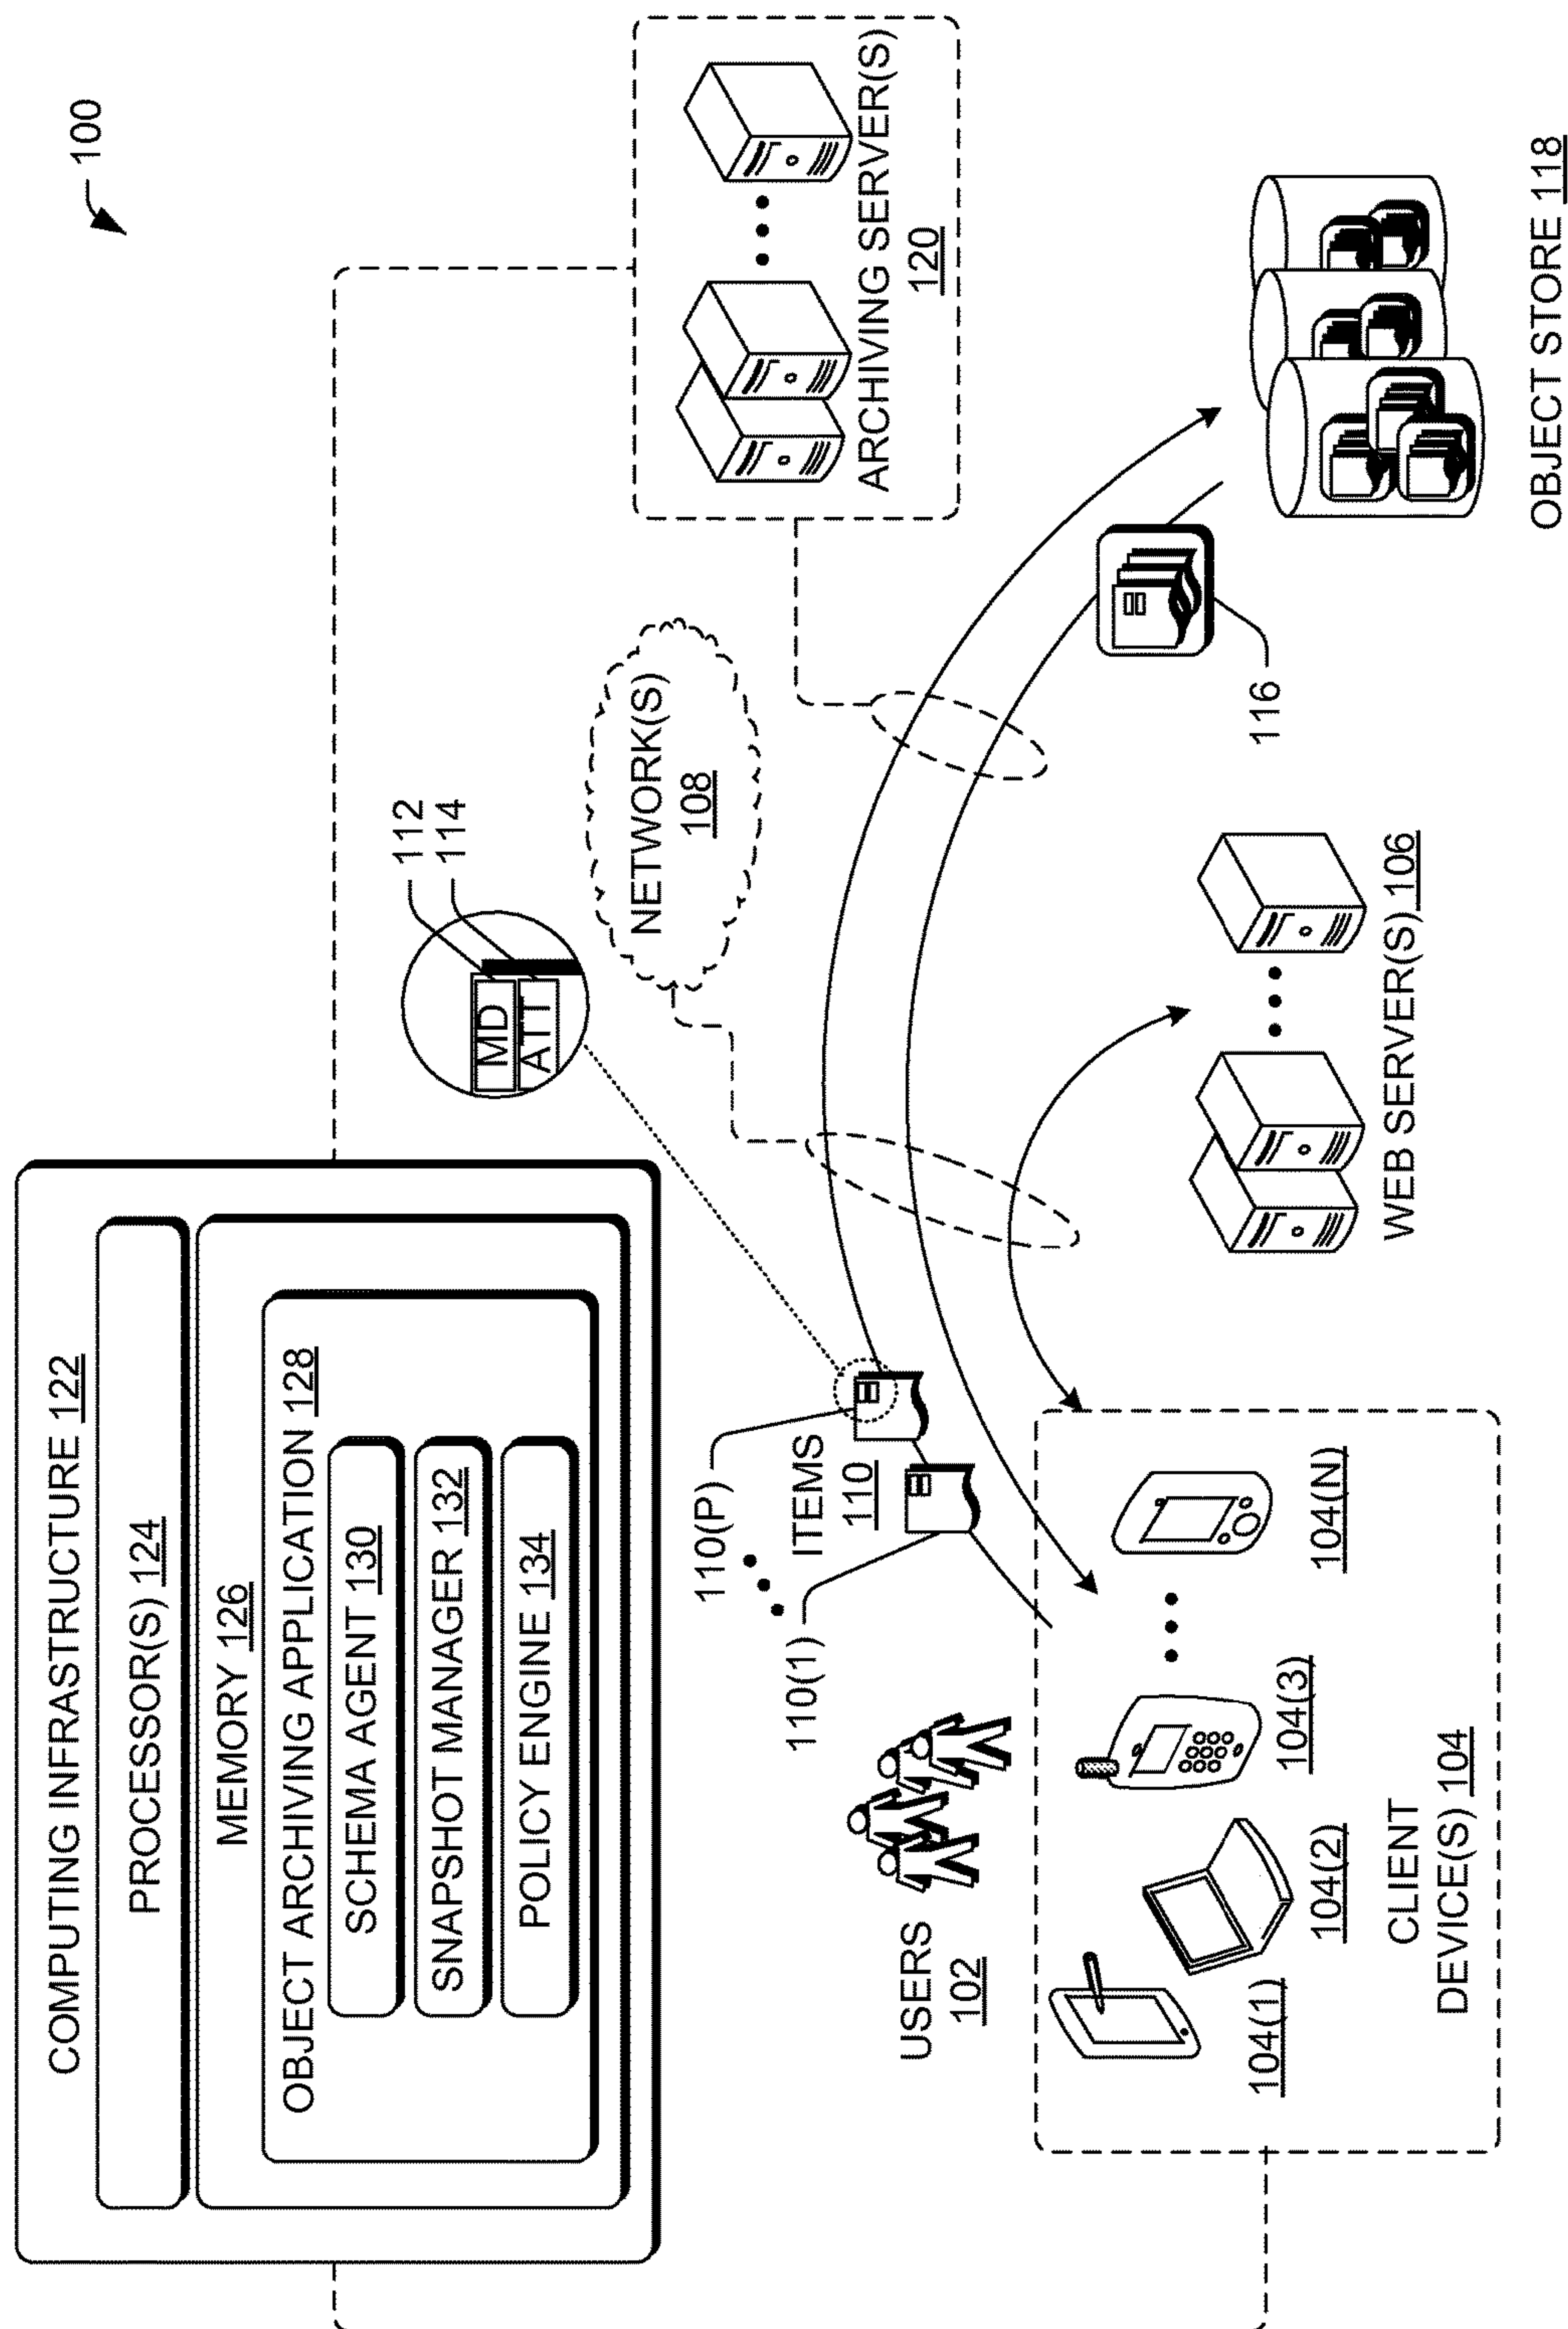 100
COMPUTING INFRASTRUCTURE 122
PROCESSOR(S) 124
MEMORY 126
OBJECT ARCHIVING APPLICATION 128
SCHEMA AGENT 130
SNAPSHOT MANAGER 132
POLICY ENGINE 134
112
114
MD
ATT
NETWORK(S)
108
ARCHIVING SERVER(S)
120
110(P)
ITEMS
110
110(1)
USERS
102
116
104(1)
104(2)
104(3)
104(N)
CLIENT
DEVICE(S) 104
WEB SERVER(S) 106
OBJECT STORE 118